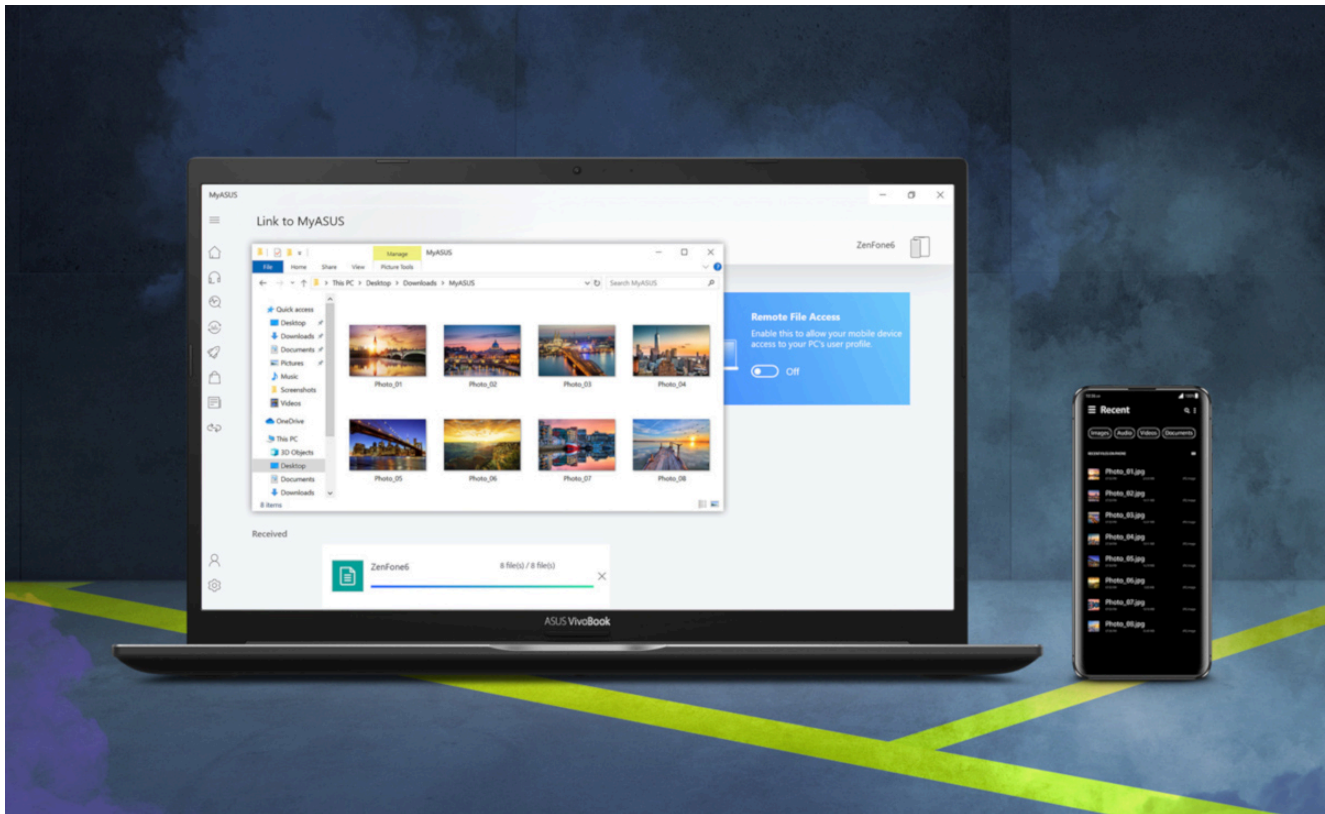 MyASUS
Link to MyASUS
ZenFone6
Manage
MyASUS
File
Home
Share
View
Picture Tools
This PC > Desktop > Downloads > MyASUS
Search MyASUS
Quick access
Desktop
Downloads
Documents
Pictures
Music
Screenshots
Videos
OneDrive
This PC
3D Objects
Desktop
Documents
Downloads
8 items
Photo_01
Photo_02
Photo_03
Photo_04
Photo_05
Photo_06
Photo_07
Photo_08
Remote File Access
Enable this to allow your mobile device
access to your PC's user profile.
Off
Received
ZenFone6
8 file(s) / 8 file(s)
ASUS VivoBook
Recent
Images
Audio
Videos
Documents
RECENT FILES ON PHONE
Photo_01.jpg
Photo_02.jpg
Photo_03.jpg
Photo_04.jpg
Photo_05.jpg
Photo_06.jpg
Photo_07.jpg
Photo_08.jpg